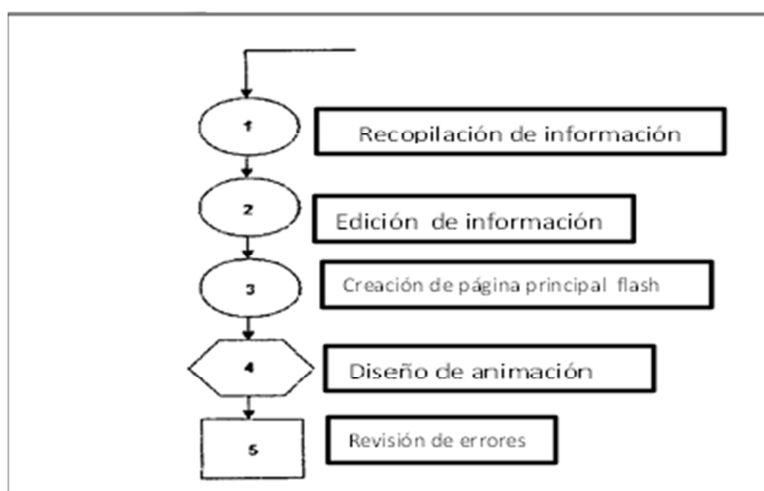 1 Recopilación de información
2 Edición de información
3 Creación de página principal flash
4 Diseño de animación
5 Revisión de errores